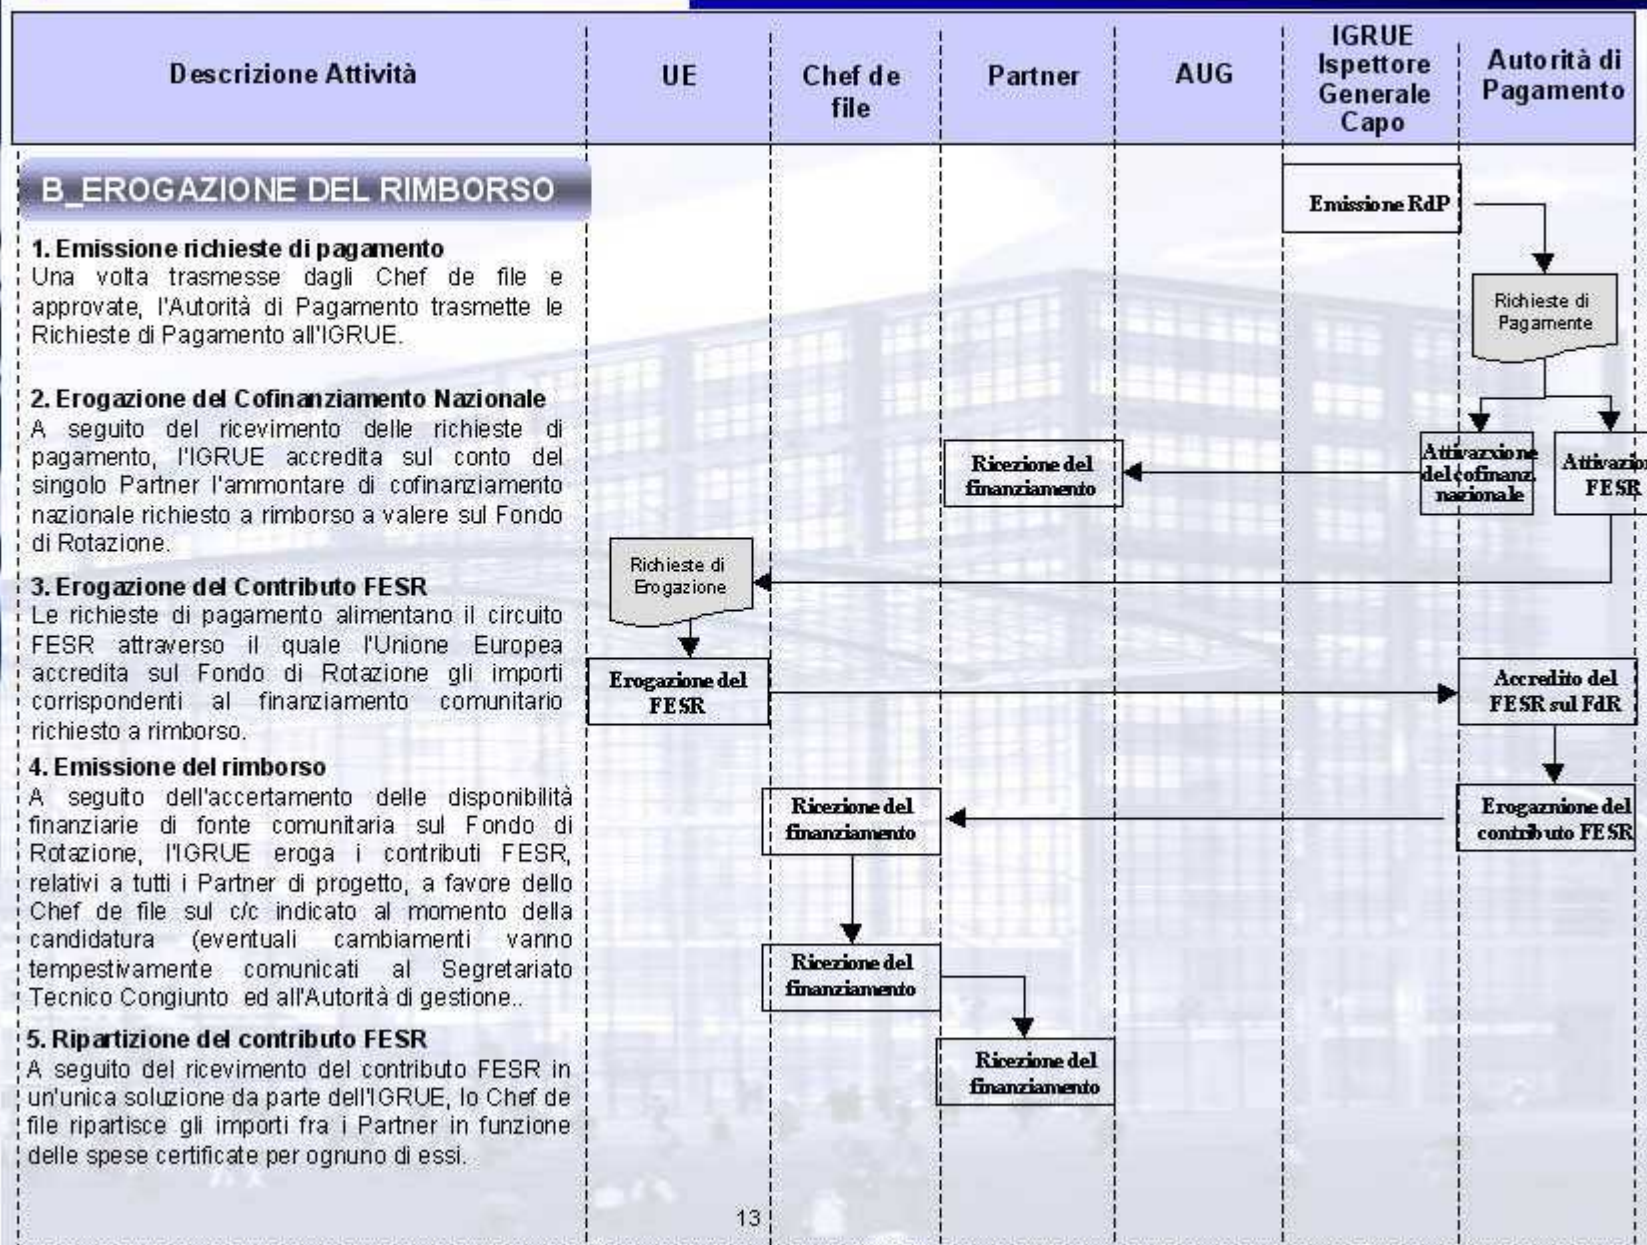 Descrizione Attività
UE
Chef de
file
Partner
AUG
IGRUE
Ispettore
Generale
Capo
Autorità di
Pagamento
B_EROGAZIONE DEL RIMBORSO
1. Emissione richieste di pagamento
Una volta trasmesse dagli Chef de file e
approvate, l'Autorità di Pagamento trasmette le
Richieste di Pagamento all'IGRUE.
2. Erogazione del Cofinanziamento Nazionale
A seguito del ricevimento delle richieste di
pagamento, l'IGRUE accredita sul conto del
singolo Partner l'ammontare di cofinanziamento
nazionale richiesto a rimborso a valere sul Fondo
di Rotazione.
3. Erogazione del Contributo FESR
Le richieste di pagamento alimentano il circuito
FESR attraverso il quale l'Unione Europea
accredita sul Fondo di Rotazione gli importi
corrispondenti al finanziamento comunitario
richiesto a rimborso.
4. Emissione del rimborso
A seguito dell'accertamento delle disponibilità
finanziarie di fonte comunitaria sul Fondo di
Rotazione, l'IGRUE eroga i contributi FESR,
relativi a tutti i Partner di progetto, a favore dello
Chef de file sul c/c indicato al momento della
candidatura (eventuali cambiamenti vanno
tempestivamente comunicati al Segretariato
Tecnico Congiunto ed all'Autorità di gestione..
5. Ripartizione del contributo FESR
A seguito del ricevimento del contributo FESR in
un'unica soluzione da parte dell'IGRUE, lo Chef de
file ripartisce gli importi fra i Partner in funzione
delle spese certificate per ognuno di essi.
Emissione RdP
Richieste di
Pagamente
Attivarxione
del cofinanz.
nazionale
Attivazion
FESR
Ricezione del
finanziamento
Richieste di
Erogazione
Erogazione del
FESR
Accredito del
FESR sul FdR
Erogaznione del
contributo FESR
Ricezione del
finanziamento
Ricezione del
finanziamento
Ricezione del
finanziamento
13